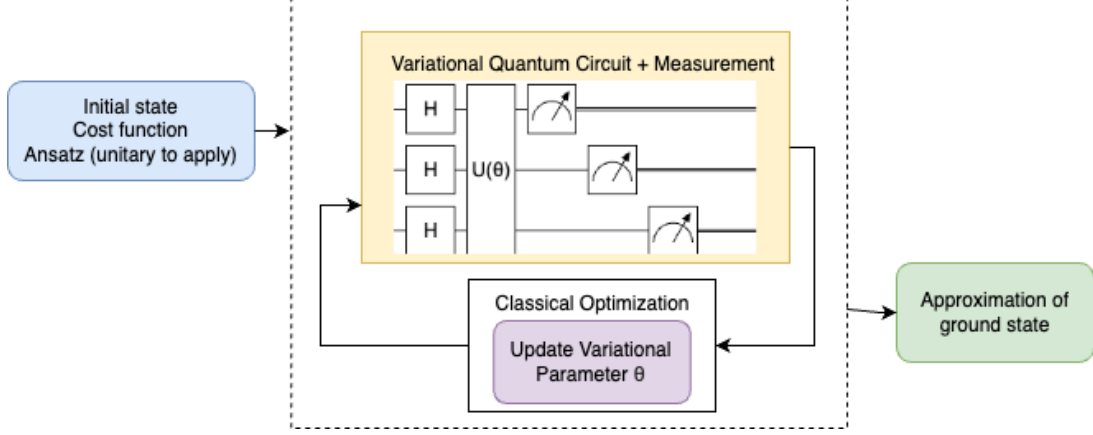 Initial state
Cost function
Ansatz (unitary to apply)
Variational Quantum Circuit + Measurement
H
H
U(θ)
H
Classical Optimization
Update Variational
Parameter θ
Approximation of
ground state